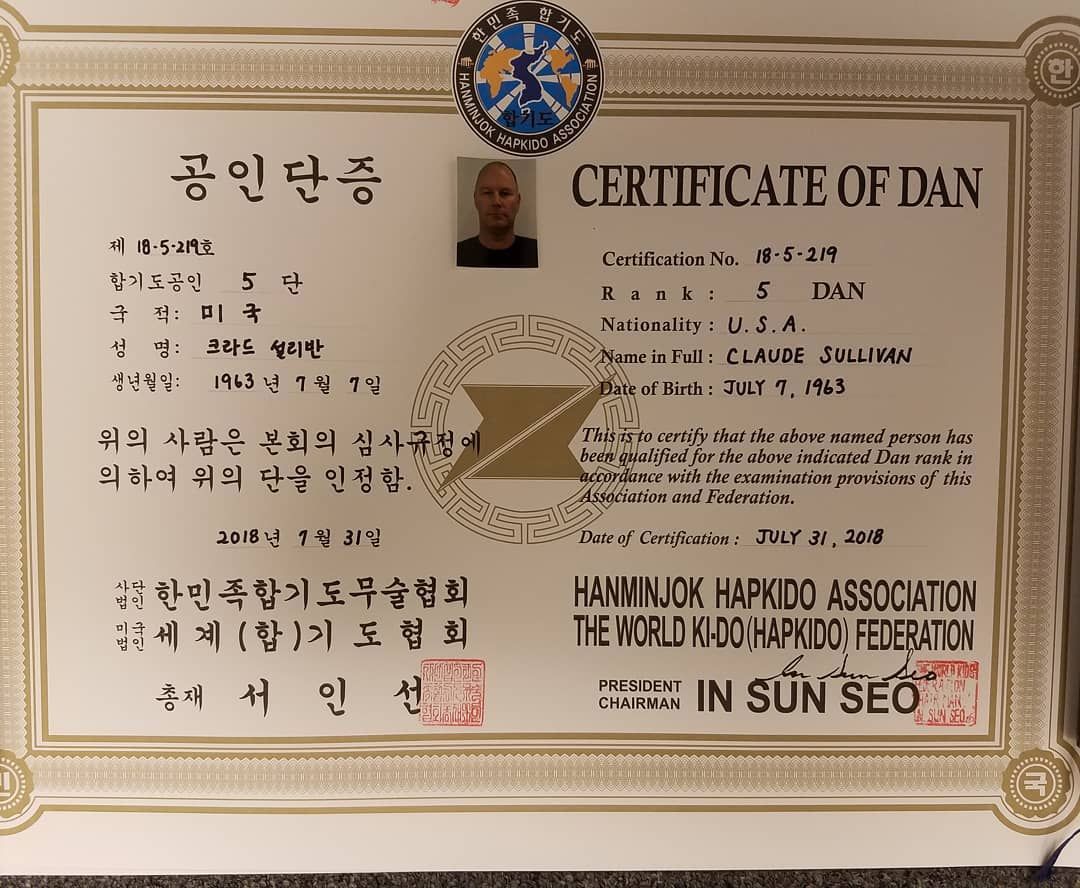 한민족 합기도
합기도
HANMINJOK HAPKIDO ASSOCIATION
한
공인단증
제 18-5-219호
합기도공인 5 단
국 적: 미국
성 명: 크라드 설리반
생년월일: 1963 년 7 월 7 일
위의 사람은 본회의 심사규정에
의하여 위의 단을 인정함.
2018 년 7 월 31 일
사단법인 한민족합기도무술협회
미국법인 세계(합)기도협회
총재 서 인 선
CERTIFICATE OF DAN
Certification No. 18-5-219
Rank: 5 DAN
Nationality: U.S.A.
Name in Full: CLAUDE SULLIVAN
Date of Birth: JULY 7, 1963
This is to certify that the above named person has
been qualified for the above indicated Dan rank in
accordance with the examination provisions of this
Association and Federation.
Date of Certification: JULY 31, 2018
HANMINJOK HAPKIDO ASSOCIATION
THE WORLD KI-DO (HAPKIDO) FEDERATION
In Sun Seo
PRESIDENT
CHAIRMAN IN SUN SEO
민
국